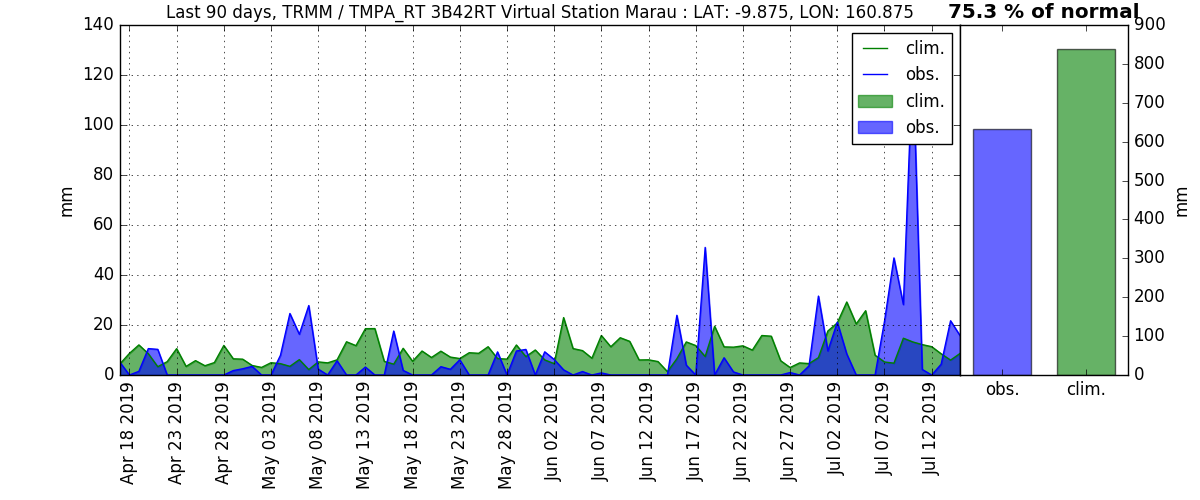 Last 90 days, TRMM / TMPA_RT 3B42RT Virtual Station Marau : LAT: -9.875, LON: 160.875
75.3 % of normal
mm
140
120
100
80
60
40
20
0
clim.
obs.
clim.
obs.
Apr 18 2019
Apr 23 2019
Apr 28 2019
May 03 2019
May 08 2019
May 13 2019
May 18 2019
May 23 2019
May 28 2019
Jun 02 2019
Jun 07 2019
Jun 12 2019
Jun 17 2019
Jun 22 2019
Jun 27 2019
Jul 02 2019
Jul 07 2019
Jul 12 2019
900
800
700
600
500
400
300
200
100
0
mm
obs.
clim.